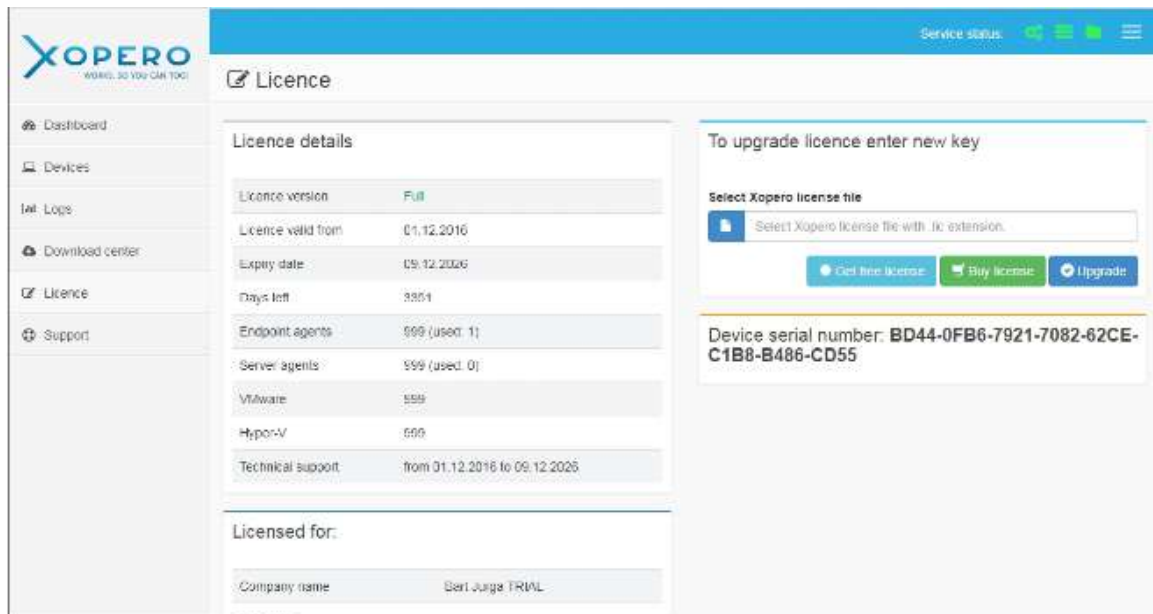 XOPERO
WORKS, SO YOU CAN TOO!
Service status:
Licence
Dashboard
Devices
Logs
Download center
Licence
Support
Licence details
Licence version Full
Licence valid from 01.12.2016
Expiry date 09.12.2026
Days left 3351
Endpoint agents 999 (used: 1)
Server agents 999 (used: 0)
VMware 999
Hyper-V 999
Technical support from 01.12.2016 to 09.12.2026
Licensed for:
Company name Bart Jurga TRIAL
To upgrade licence enter new key
Select Xopero license file
Select Xopero license file with .lic extension.
Get free license Buy license Upgrade
Device serial number: BD44-0FB6-7921-7082-62CE-
C1B8-B486-CD55